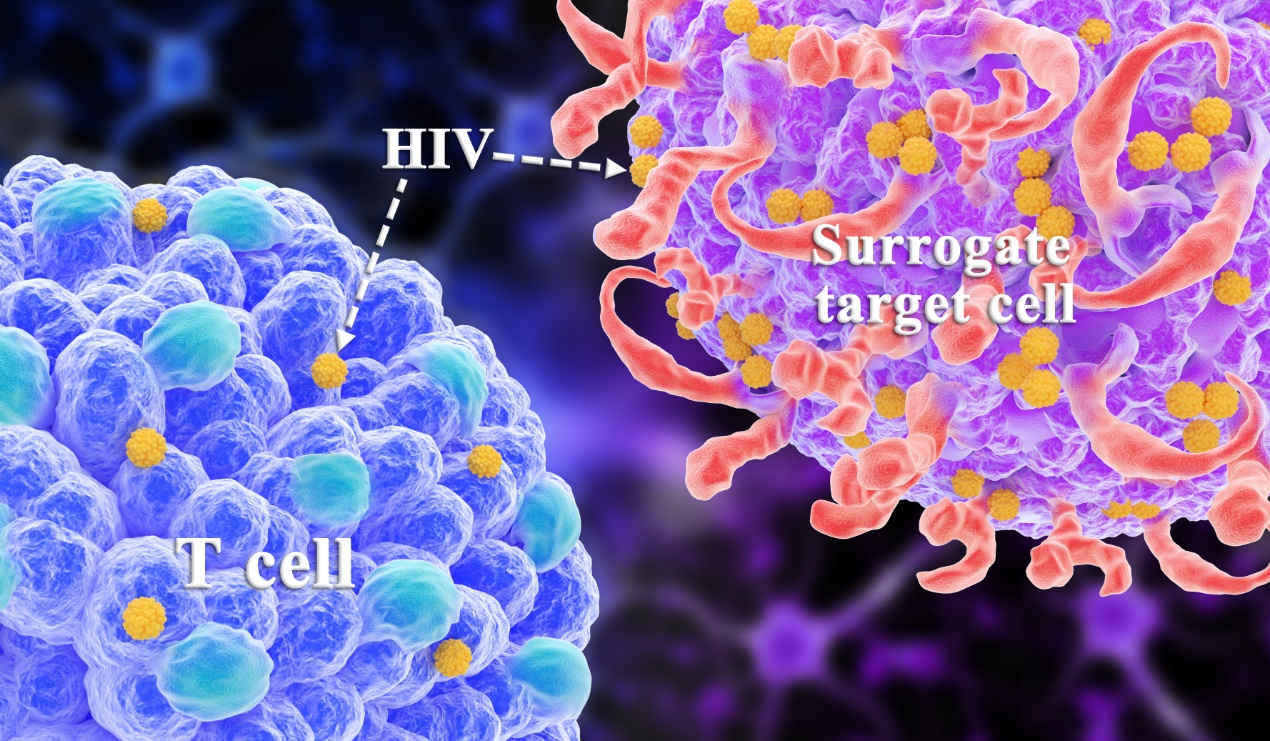 HIV
Surrogate
target cell
T cell